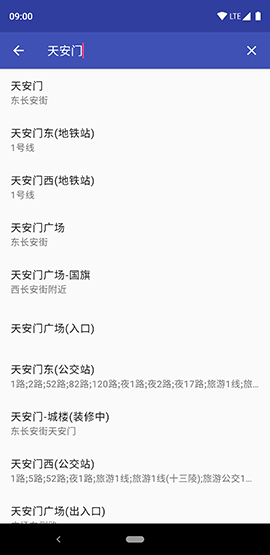 09:00
LTE
天安门
天安门
东长安街
天安门东(地铁站)
1号线
天安门西(地铁站)
1号线
天安门广场
东长安街
天安门广场-国旗
西长安街附近
天安门广场(入口)
天安门东(公交站)
1路;2路;52路;82路;120路;夜1路;夜2路;夜17路;旅游1线;旅…
天安门-城楼(装修中)
东长安街天安门
天安门西(公交站)
1路;5路;52路;夜1路;旅游1线;旅游1线(十三陵);旅游公交1…
天安门广场(出入口)